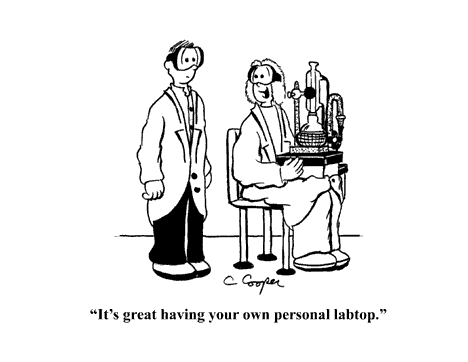 C Cooper
“It’s great having your own personal labtop.”